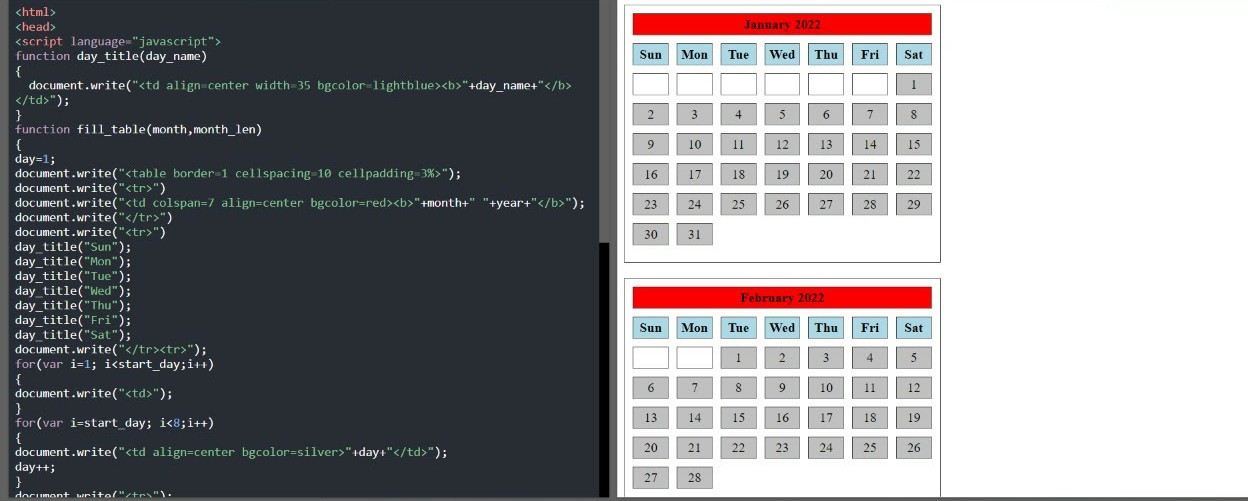 <html>
<head>
<script language="javascript">
function day_title(day_name)
{
document.write("<td align=center width=35 bgcolor=lightblue><b>"+day_name+"</b>
</td>");
}
function fill_table(month,month_len)
{
day=1;
document.write("<table border=1 cellspacing=10 cellpadding=3%>");
document.write("<tr>")
document.write("<td colspan=7 align=center bgcolor=red><b>"+month+" "+year+"</b>");
document.write("</tr>")
document.write("<tr>")
day_title("Sun");
day_title("Mon");
day_title("Tue");
day_title("Wed");
day_title("Thu");
day_title("Fri");
day_title("Sat");
document.write("</tr><tr>");
for(var i=1; i<start_day;i++)
{
document.write("<td>");
}
for(var i=start_day; i<8;i++)
{
document.write("<td align=center bgcolor=silver>"+day+"</td>");
day++;
}
document.write("<tr>");
January 2022
Sun Mon Tue Wed Thu Fri Sat
1
2 3 4 5 6 7 8
9 10 11 12 13 14 15
16 17 18 19 20 21 22
23 24 25 26 27 28 29
30 31
February 2022
Sun Mon Tue Wed Thu Fri Sat
1 2 3 4 5
6 7 8 9 10 11 12
13 14 15 16 17 18 19
20 21 22 23 24 25 26
27 28